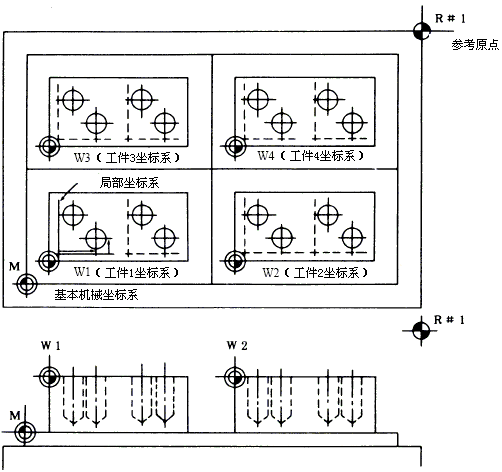 R#1
参考原点
W3（工件3坐标系）
W4（工件4坐标系）
局部坐标系
W1（工件1坐标系）
W2（工件2坐标系）
M
基本机械坐标系
R#1
W1
W2
M